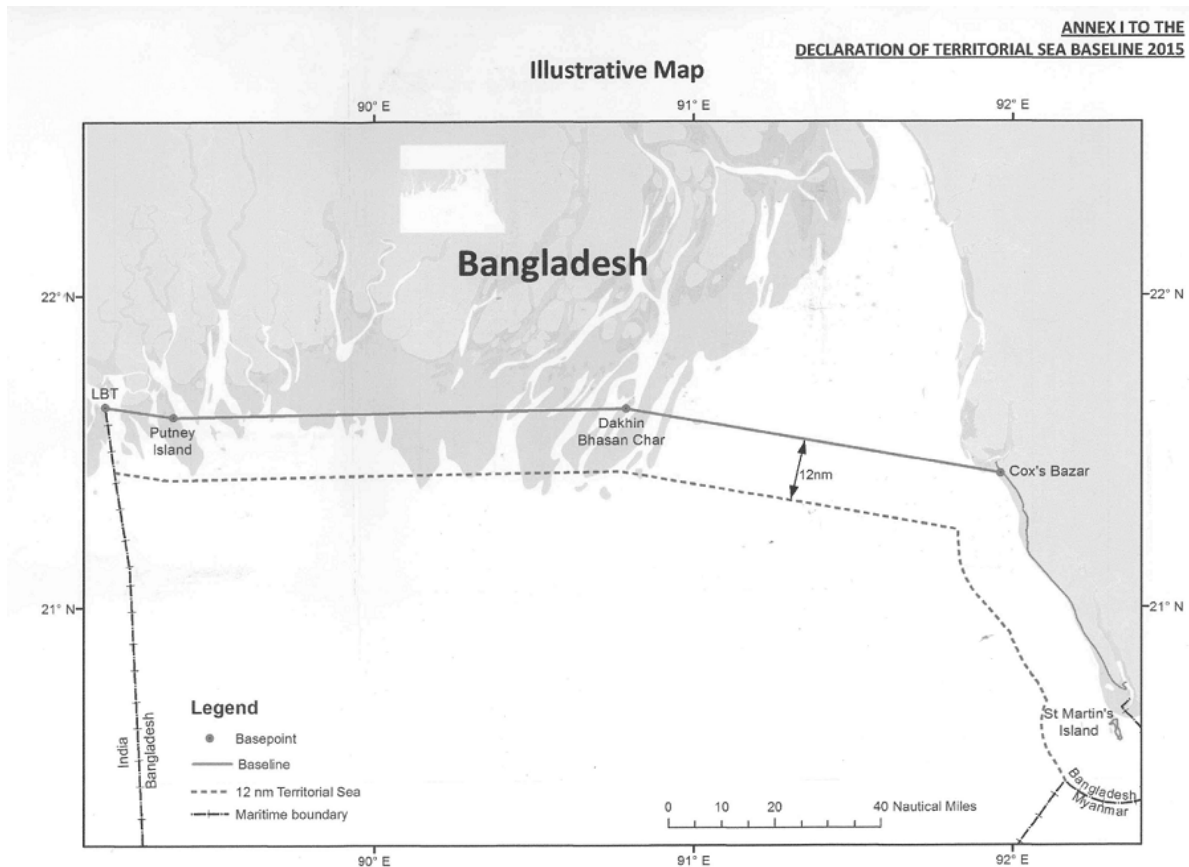 ANNEX I TO THE
DECLARATION OF TERRITORIAL SEA BASELINE 2015
Illustrative Map
90° E
91° E
92° E
Bangladesh
22° N
22° N
LBT
Putney
Island
Dakhin
Bhasan Char
12nm
Cox's Bazar
21° N
21° N
St Martin's
Island
India
Bangladesh
Legend
Basepoint
Baseline
12 nm Territorial Sea
Maritime boundary
0 10 20 40 Nautical Miles
Bangladesh
Myanmar
90° E
91° E
92° E